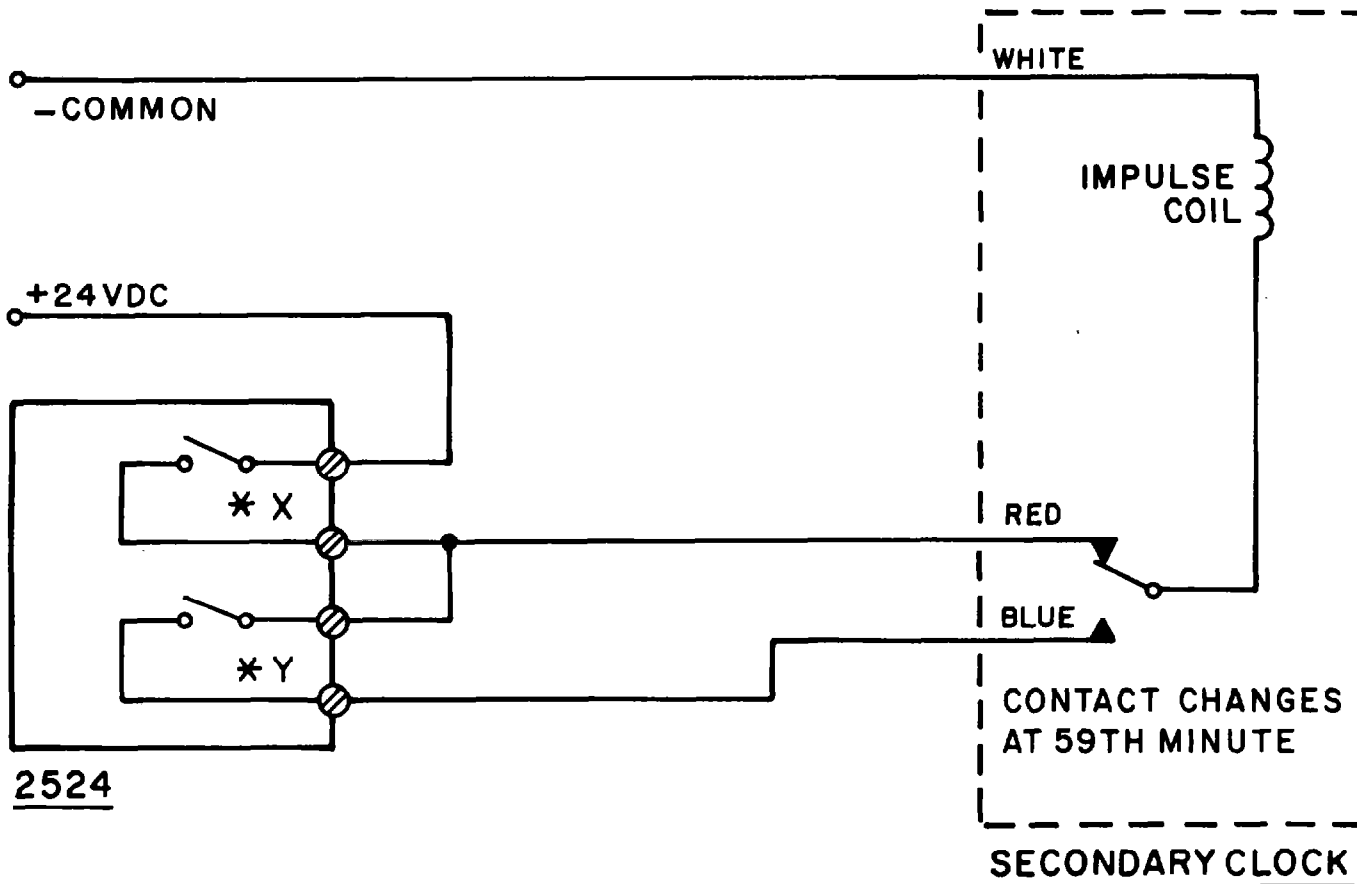 WHITE
–COMMON
IMPULSE
COIL
+24VDC
* X
RED
BLUE
* Y
CONTACT CHANGES
AT 59TH MINUTE
2524
SECONDARY CLOCK